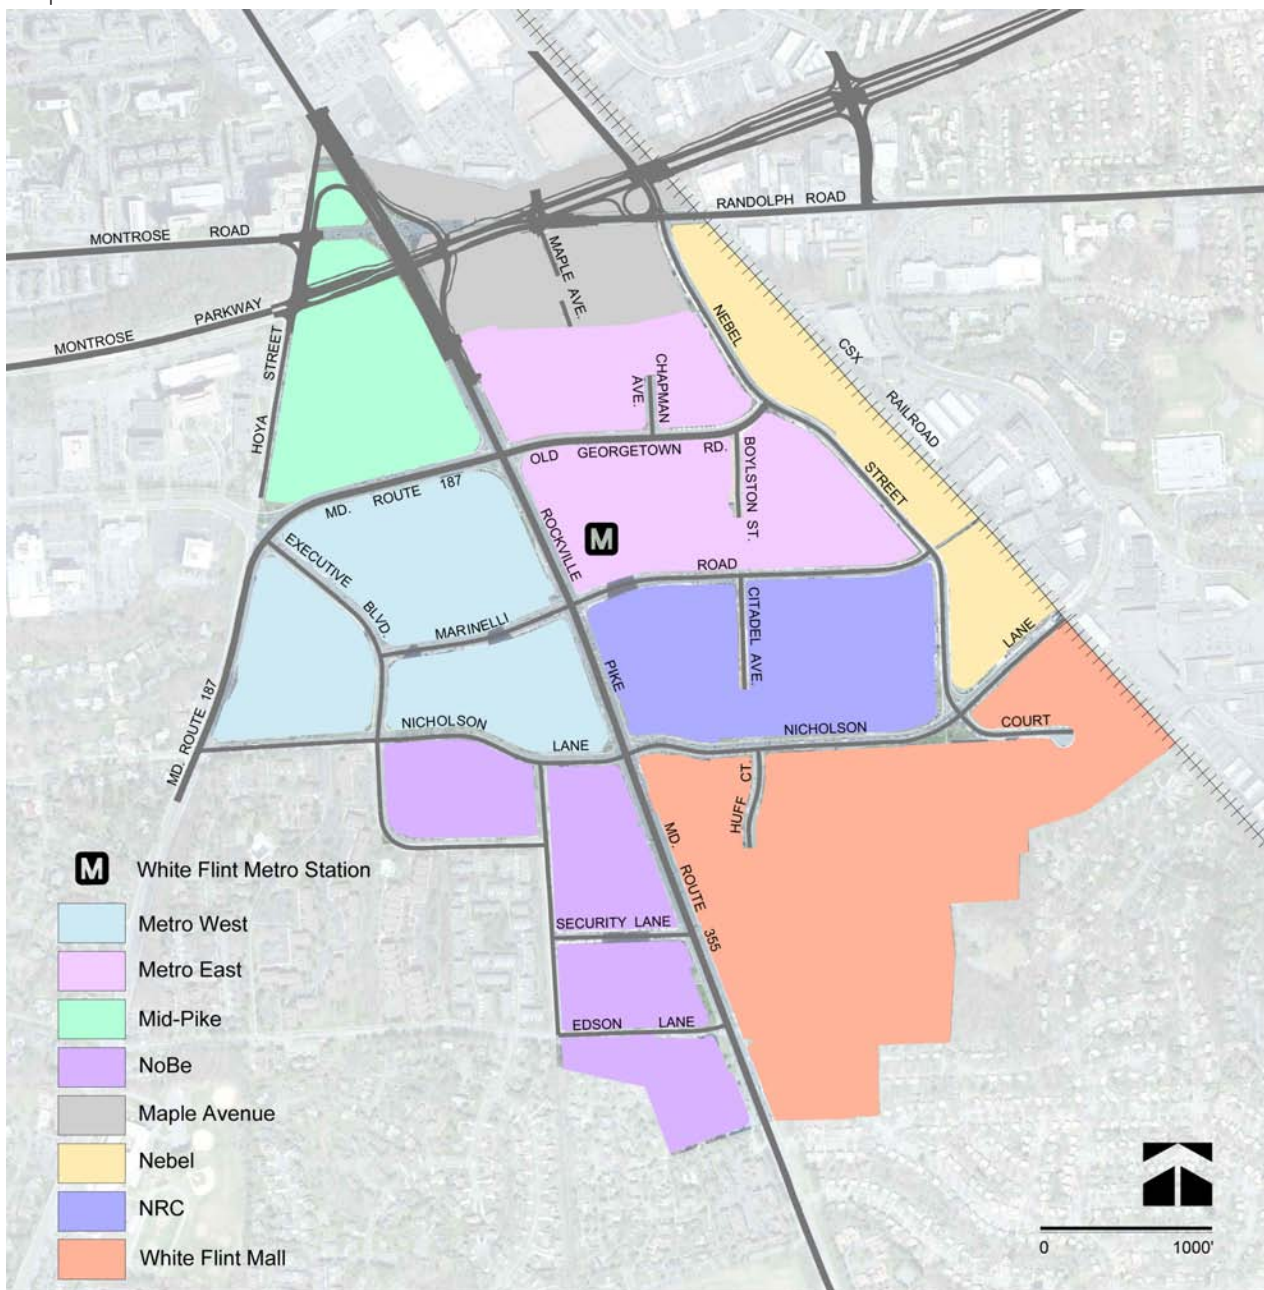 RANDOLPH ROAD
MONTROSE ROAD
MAPLE AVE.
MONTROSE PARKWAY
NEBEL
CSX RAILROAD
HOYA STREET
CHAPMAN AVE.
OLD GEORGETOWN RD.
BOYLSTON ST.
STREET
MD. ROUTE 187
ROCKVILLE
M
EXECUTIVE BLVD.
ROAD
MARINELLI
CITADEL AVE.
LANE
PIKE
MD. ROUTE 187
NICHOLSON
LANE
NICHOLSON
COURT
HUFF CT.
MD. ROUTE 355
SECURITY LANE
EDSON LANE
M White Flint Metro Station
Metro West
Metro East
Mid-Pike
NoBe
Maple Avenue
Nebel
NRC
White Flint Mall
0 1000'